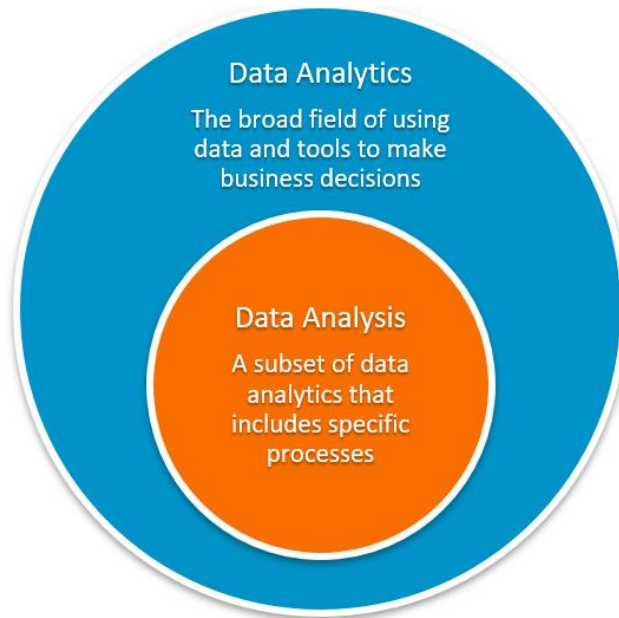 Data Analytics
The broad field of using
data and tools to make
business decisions
Data Analysis
A subset of data
analytics that
includes specific
processes